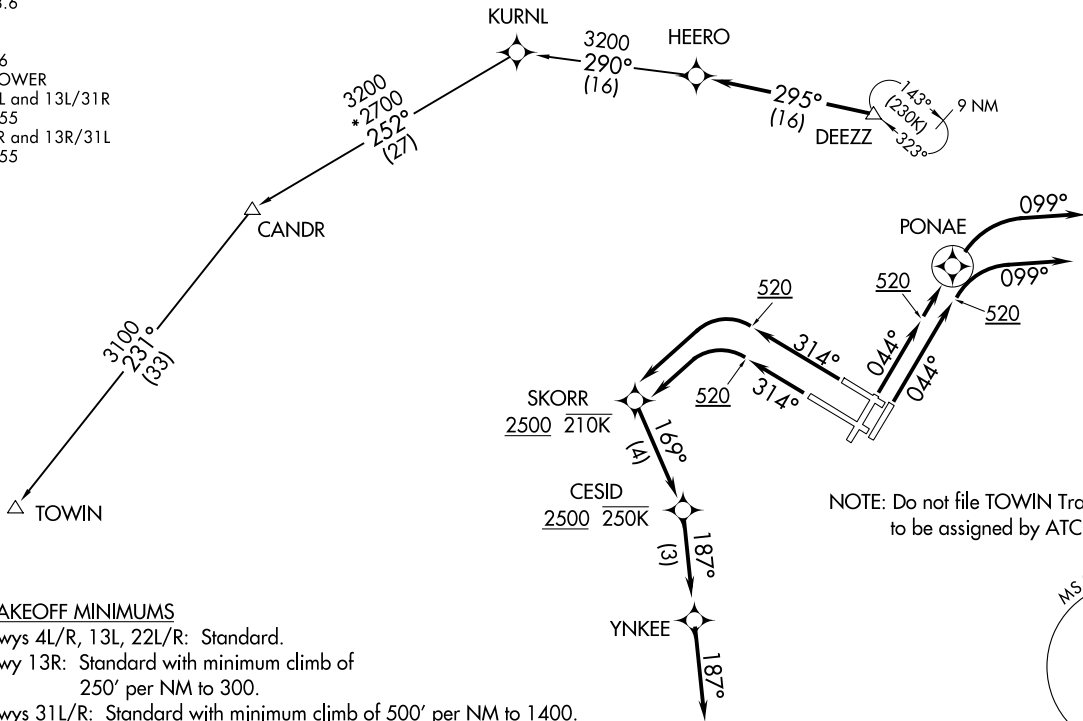 KURNL
3200
290°
(16)
HEERO
295°
(16)
DEEZZ
143°
(230K)
323°
9 NM
OWER
L and 13L/31R
55
R and 13R/31L
55
3200
*2700
252°
(27)
CANDR
3100
231°
(33)
TOWIN
PONAE
099°
099°
520
520
044°
044°
520
314°
520
314°
SKORR
2500 210K
169°
(4)
CESID
2500 250K
187°
(3)
YNKEE
187°
NOTE: Do not file TOWIN Tra
to be assigned by ATC
MS
AKEOFF MINIMUMS
wys 4L/R, 13L, 22L/R: Standard.
wy 13R: Standard with minimum climb of
250' per NM to 300.
wys 31L/R: Standard with minimum climb of 500' per NM to 1400.